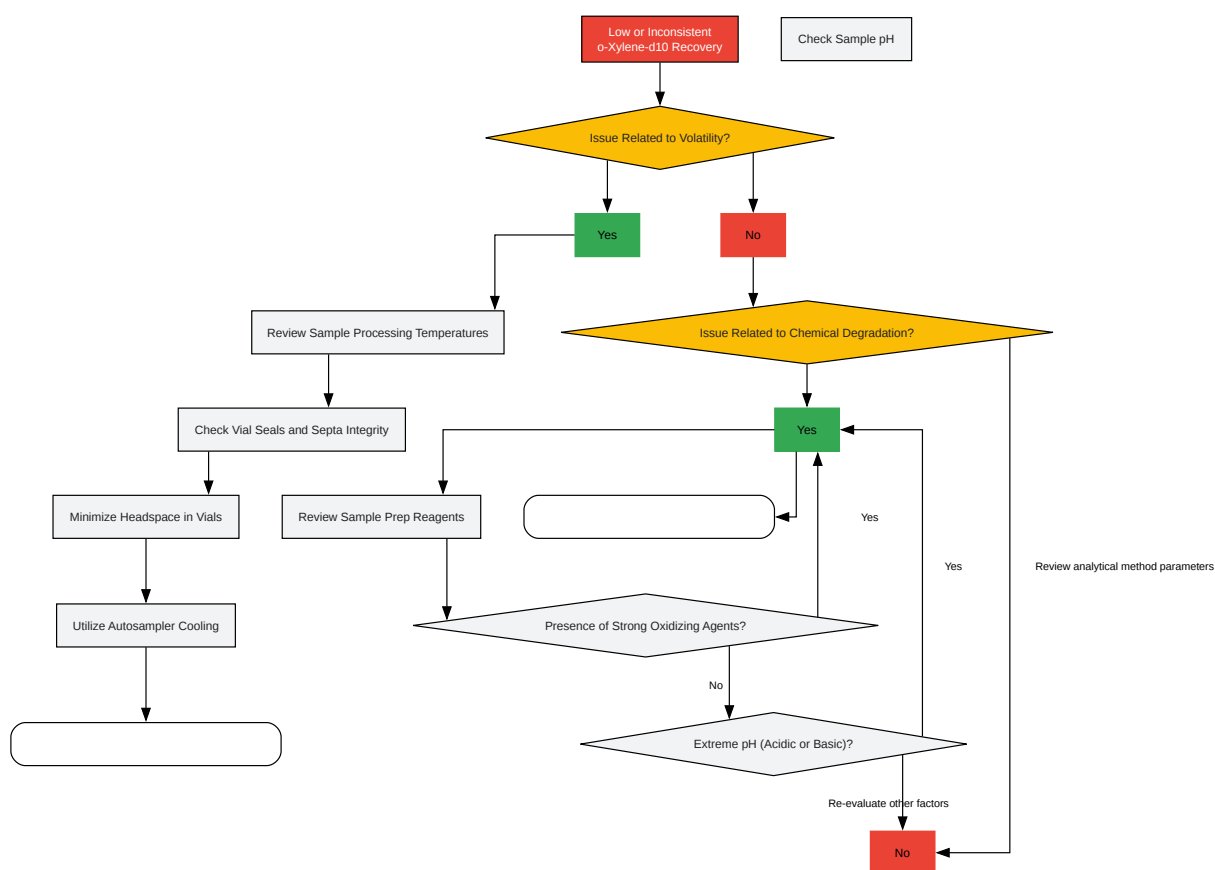 Low or Inconsistent
o-Xylene-d10 Recovery
Check Sample pH
Issue Related to Volatility?
Yes
No
Review Sample Processing Temperatures
Issue Related to Chemical Degradation?
Check Vial Seals and Septa Integrity
Yes
Minimize Headspace in Vials
Review Sample Prep Reagents
Yes
Yes
Review analytical method parameters
Utilize Autosampler Cooling
Presence of Strong Oxidizing Agents?
No
Extreme pH (Acidic or Basic)?
Re-evaluate other factors
No